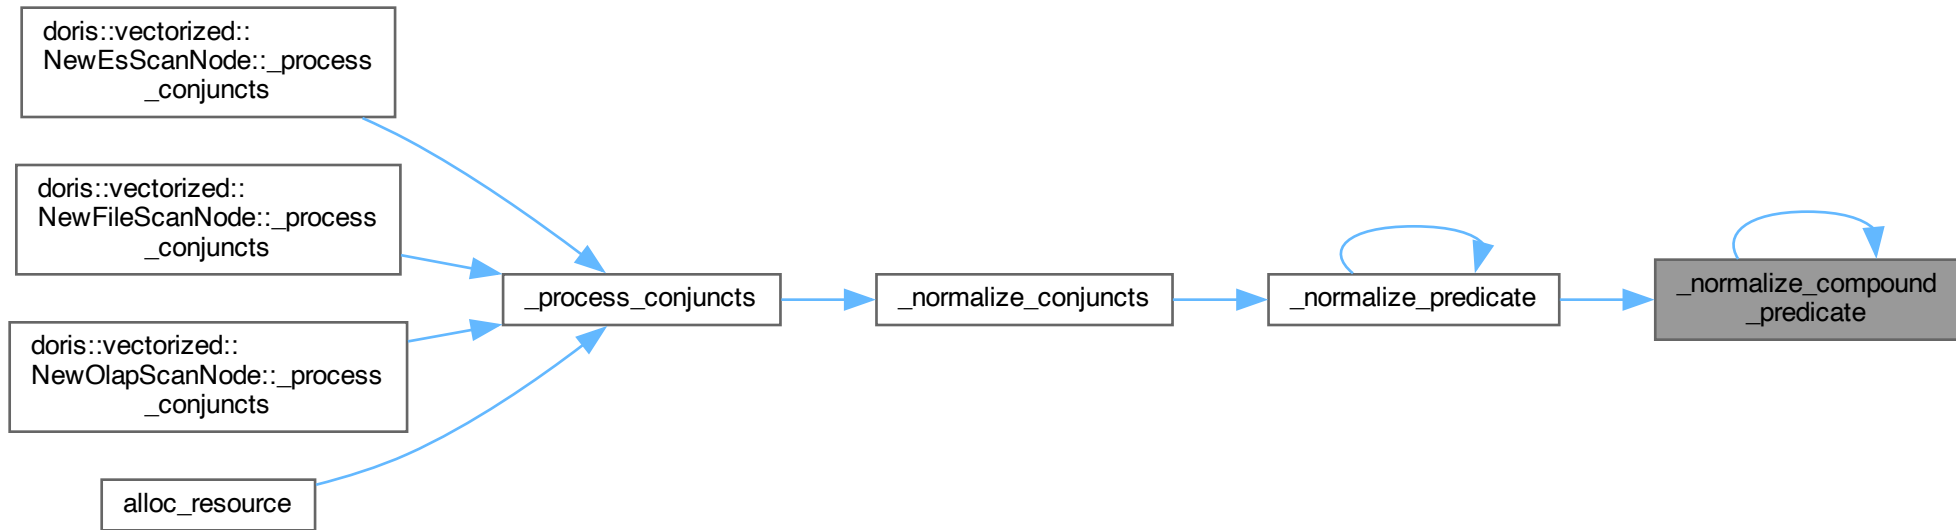 doris::vectorized::
NewEsScanNode::_process
_conjuncts
doris::vectorized::
NewFileScanNode::_process
_conjuncts
doris::vectorized::
NewOlapScanNode::_process
_conjuncts
alloc_resource
_process_conjuncts
_normalize_conjuncts
_normalize_predicate
_normalize_compound
_predicate